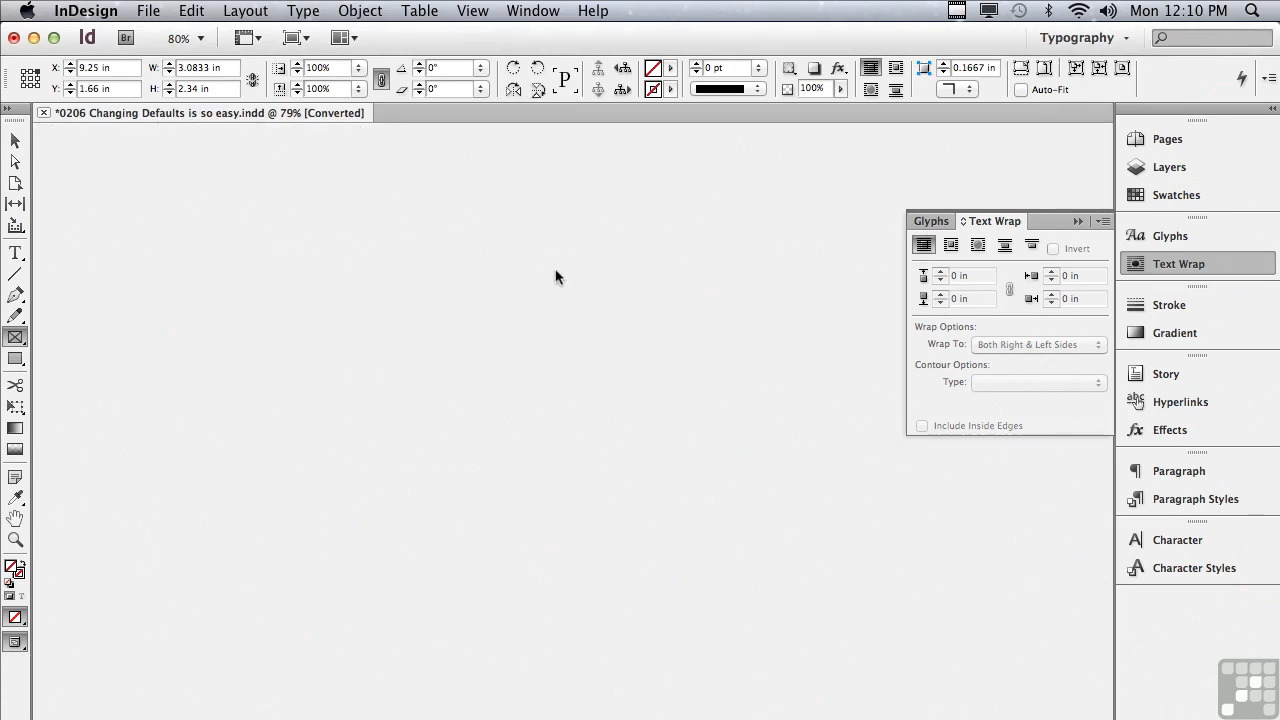 InDesign File Edit Layout Type Object Table View Window Help Mon 12:10 PM
Id Br 80% Typography
X: 9.25 in W: 3.0833 in 100% 0° P 0 pt fx 0.1667 in
Y: 1.66 in H: 2.34 in 100% 0° 100% Auto-Fit
*0206 Changing Defaults is so easy.indd @ 79% [Converted]
Pages
Layers
Swatches
Glyphs Text Wrap
Invert
0 in 0 in
0 in 0 in
Wrap Options:
Wrap To: Both Right & Left Sides
Contour Options:
Type:
Include Inside Edges
Aa Glyphs
Text Wrap
Stroke
Gradient
Story
abc Hyperlinks
fx Effects
Paragraph
Paragraph Styles
A Character
A Character Styles
T
T